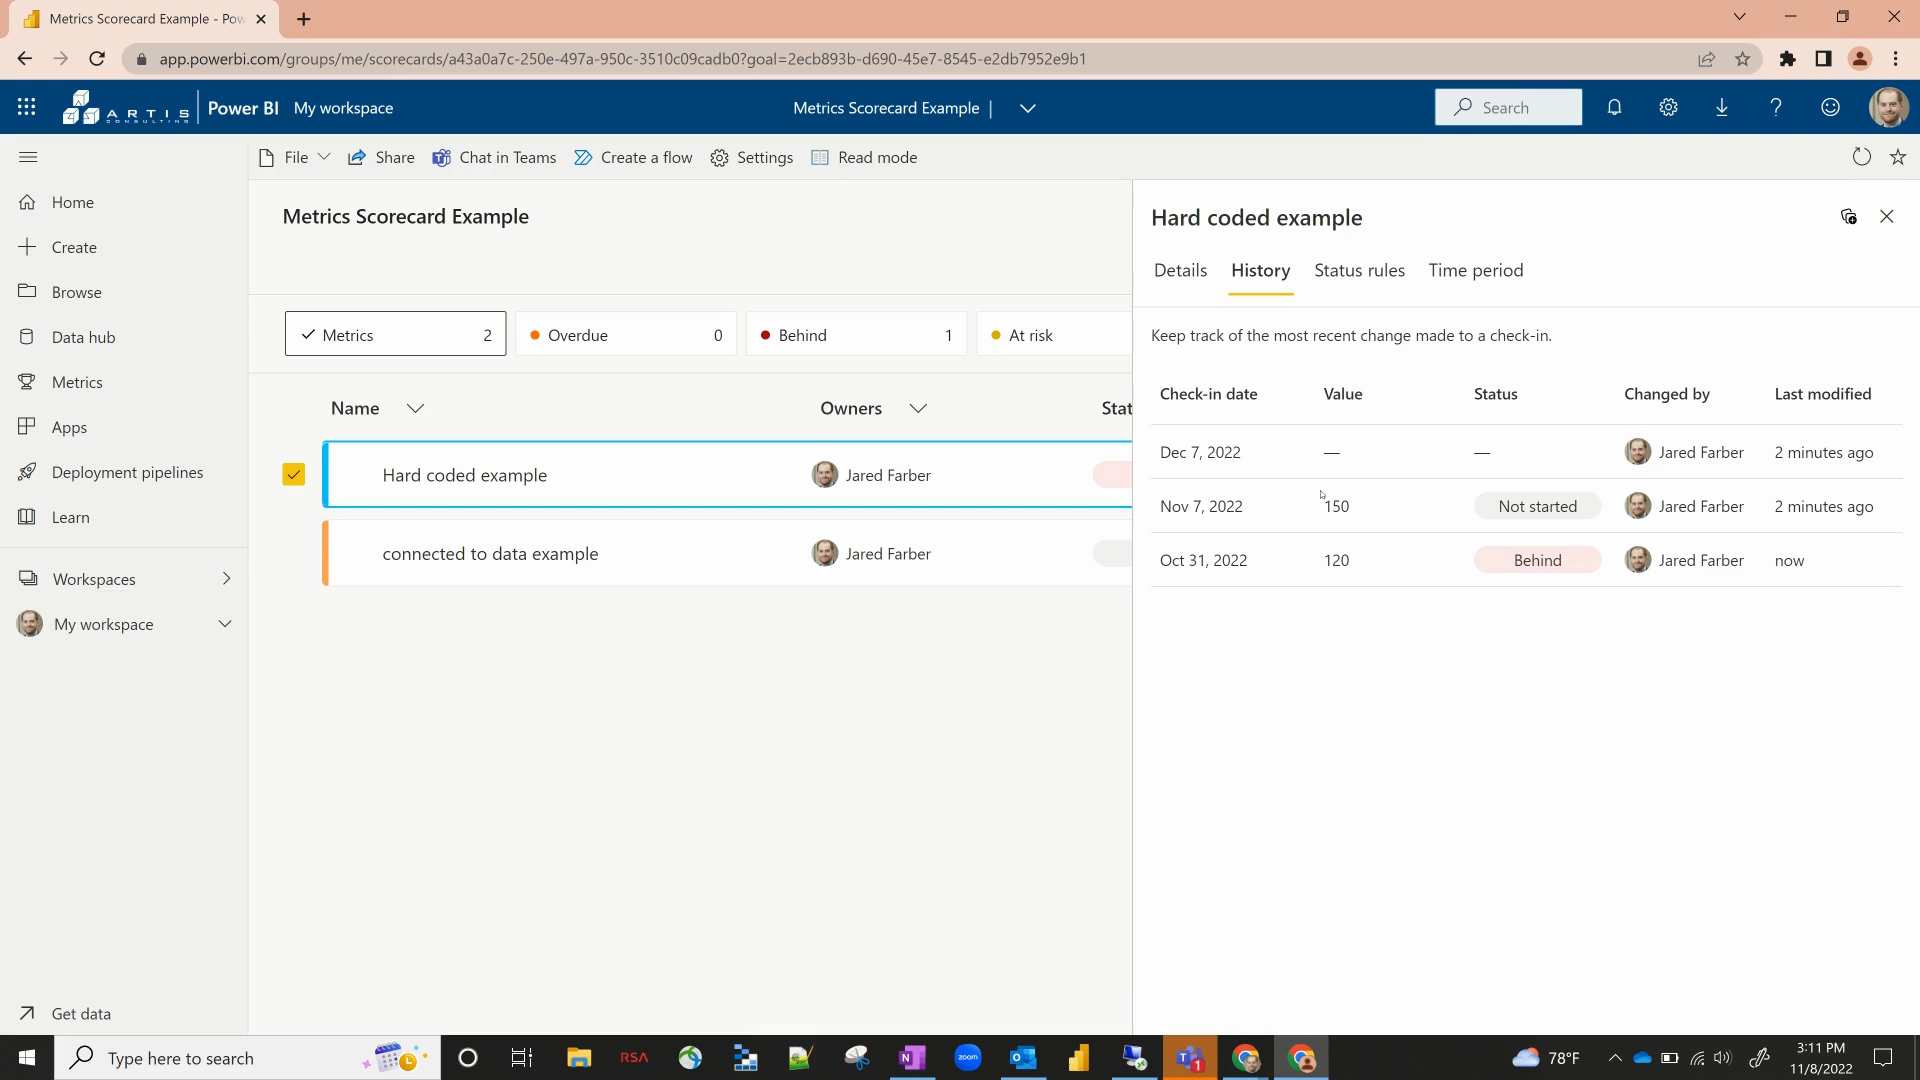 Metrics Scorecard Example - Pow
app.powerbi.com/groups/me/scorecards/a43a0a7c-250e-497a-950c-3510c09cadb0?goal=2ecb893b-d690-45e7-8545-e2db7952e9b1
ARTIS CONSULTING Power BI My workspace Metrics Scorecard Example | Search
File Share Chat in Teams Create a flow Settings Read mode
Home
Create
Browse
Data hub
Metrics
Apps
Deployment pipelines
Learn
Workspaces
My workspace
Get data
Metrics Scorecard Example
Metrics 2 Overdue 0 Behind 1 At risk
Name Owners Stat
Hard coded example Jared Farber
connected to data example Jared Farber
Hard coded example
Details History Status rules Time period
Keep track of the most recent change made to a check-in.
Check-in date Value Status Changed by Last modified
Dec 7, 2022 — — Jared Farber 2 minutes ago
Nov 7, 2022 150 Not started Jared Farber 2 minutes ago
Oct 31, 2022 120 Behind Jared Farber now
Type here to search RSA N zoom 1 78°F 3:11 PM
11/8/2022